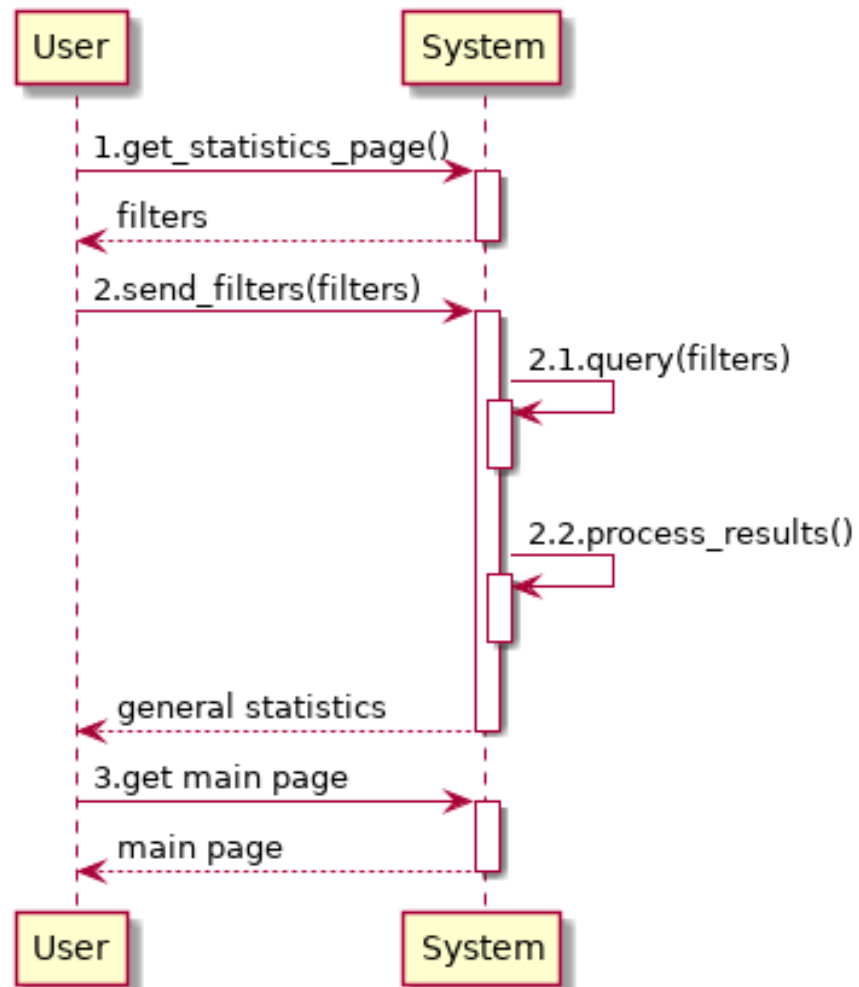 User
System
1.get_statistics_page()
filters
2.send_filters(filters)
2.1.query(filters)
2.2.process_results()
general statistics
3.get main page
main page
User
System